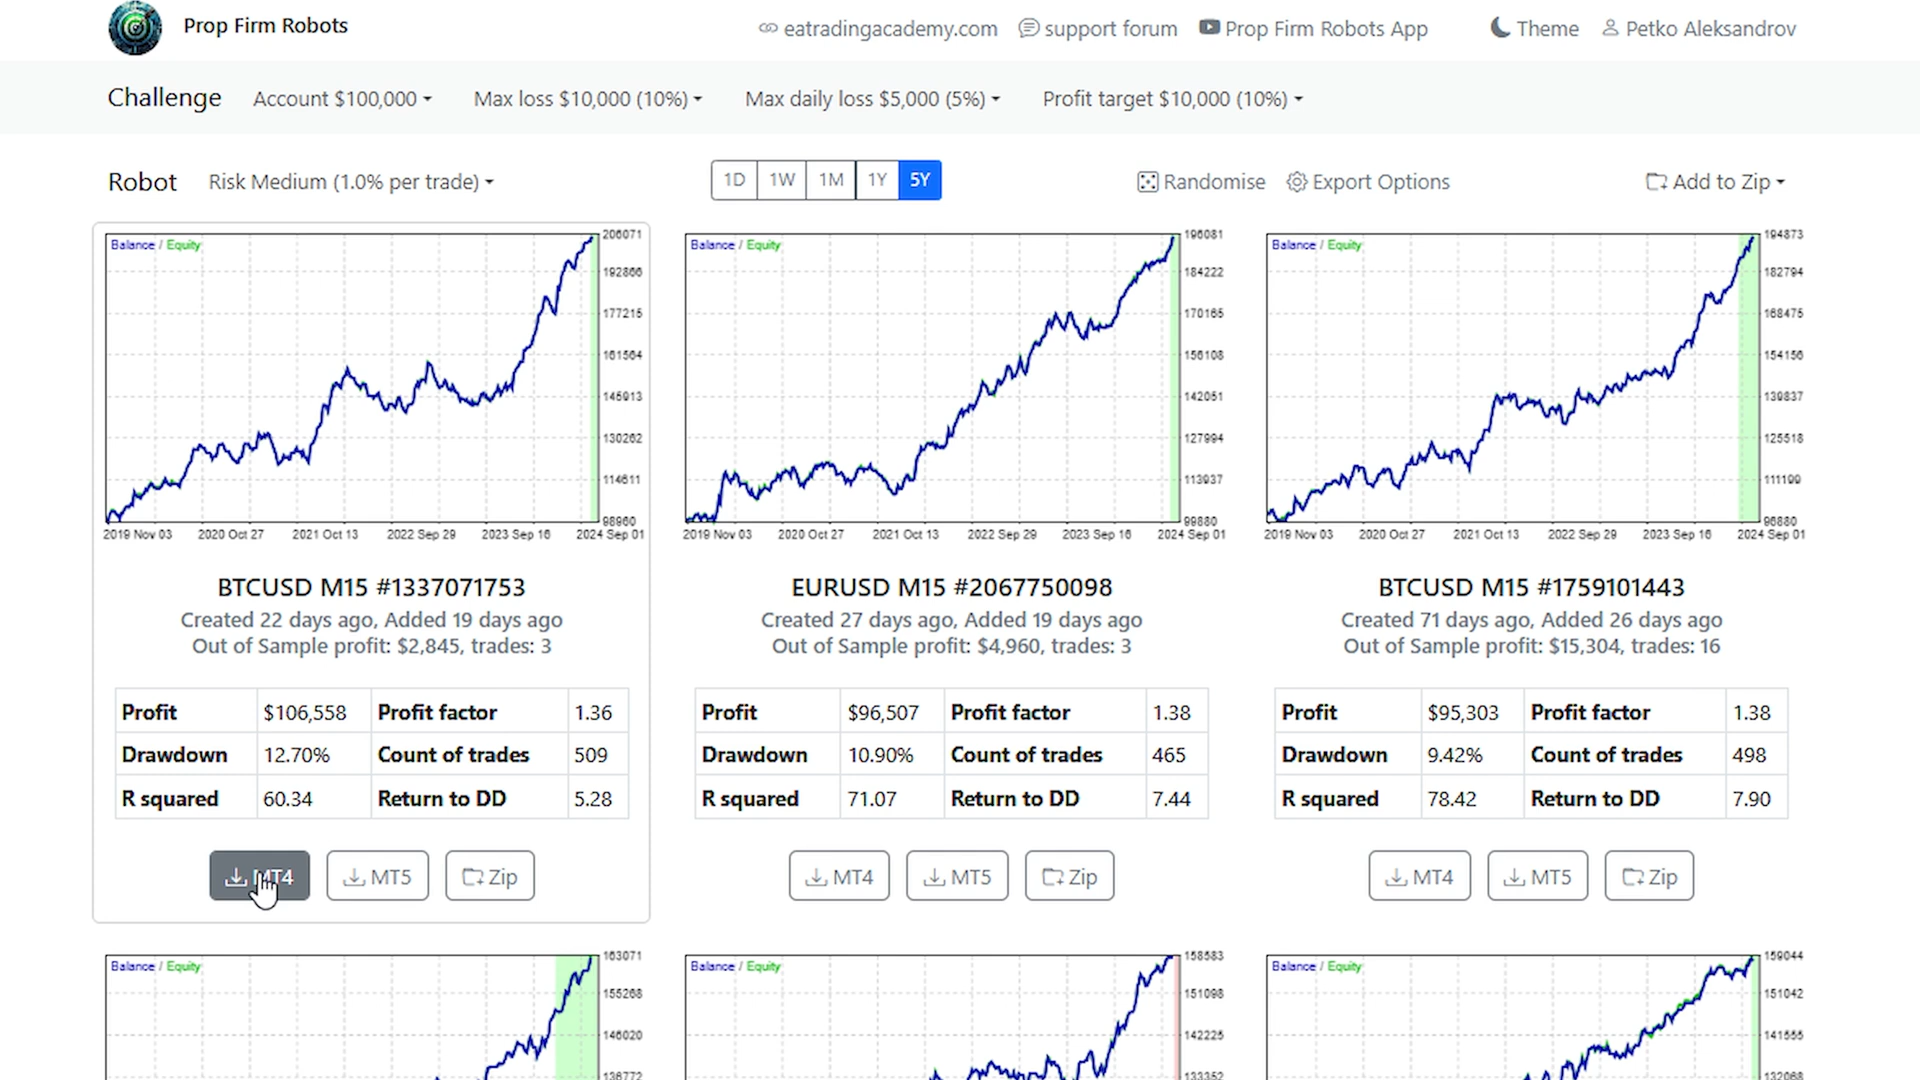 Prop Firm Robots
eatradingacademy.com
support forum
Prop Firm Robots App
Theme
Petko Aleksandrov
Challenge
Account $100,000
Max loss $10,000 (10%)
Max daily loss $5,000 (5%)
Profit target $10,000 (10%)
Robot
Risk Medium (1.0% per trade)
1D 1W 1M 1Y 5Y
Randomise
Export Options
Add to Zip
Balance / Equity
206071
192866
177215
161564
145913
130262
114611
98960
2019 Nov 03 2020 Oct 27 2021 Oct 13 2022 Sep 29 2023 Sep 16 2024 Sep 01
BTCUSD M15 #1337071753
Created 22 days ago, Added 19 days ago
Out of Sample profit: $2,845, trades: 3
Profit $106,558 Profit factor 1.36
Drawdown 12.70% Count of trades 509
R squared 60.34 Return to DD 5.28
MT4 MT5 Zip
Balance / Equity
196081
184222
170165
156108
142051
127994
113937
99880
2019 Nov 03 2020 Oct 27 2021 Oct 13 2022 Sep 29 2023 Sep 16 2024 Sep 01
EURUSD M15 #2067750098
Created 27 days ago, Added 19 days ago
Out of Sample profit: $4,960, trades: 3
Profit $96,507 Profit factor 1.38
Drawdown 10.90% Count of trades 465
R squared 71.07 Return to DD 7.44
MT4 MT5 Zip
Balance / Equity
194873
182794
168475
154156
139837
125518
111199
96880
2019 Nov 03 2020 Oct 27 2021 Oct 13 2022 Sep 29 2023 Sep 16 2024 Sep 01
BTCUSD M15 #1759101443
Created 71 days ago, Added 26 days ago
Out of Sample profit: $15,304, trades: 16
Profit $95,303 Profit factor 1.38
Drawdown 9.42% Count of trades 498
R squared 78.42 Return to DD 7.90
MT4 MT5 Zip
Balance / Equity
163071
155268
146020
136772
Balance / Equity
158583
151098
142225
133352
Balance / Equity
159044
151042
141555
132068